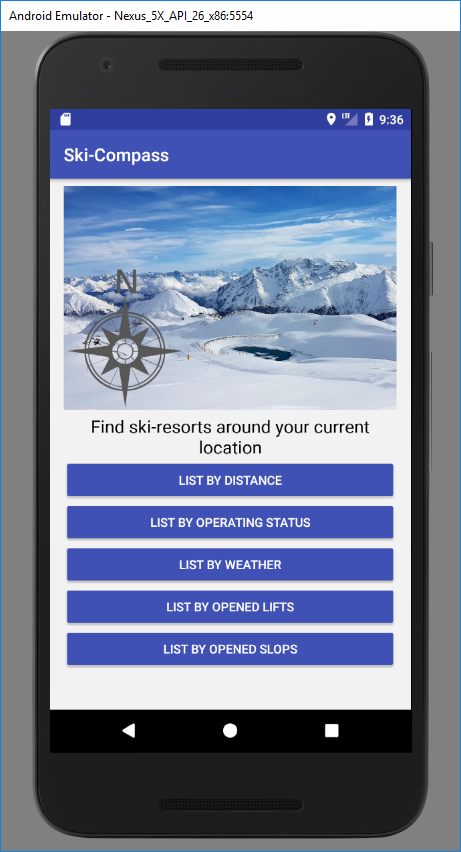 Android Emulator - Nexus_5X_API_26_x86:5554
LTE 9:36
Ski-Compass
N
Find ski-resorts around your current
location
LIST BY DISTANCE
LIST BY OPERATING STATUS
LIST BY WEATHER
LIST BY OPENED LIFTS
LIST BY OPENED SLOPS